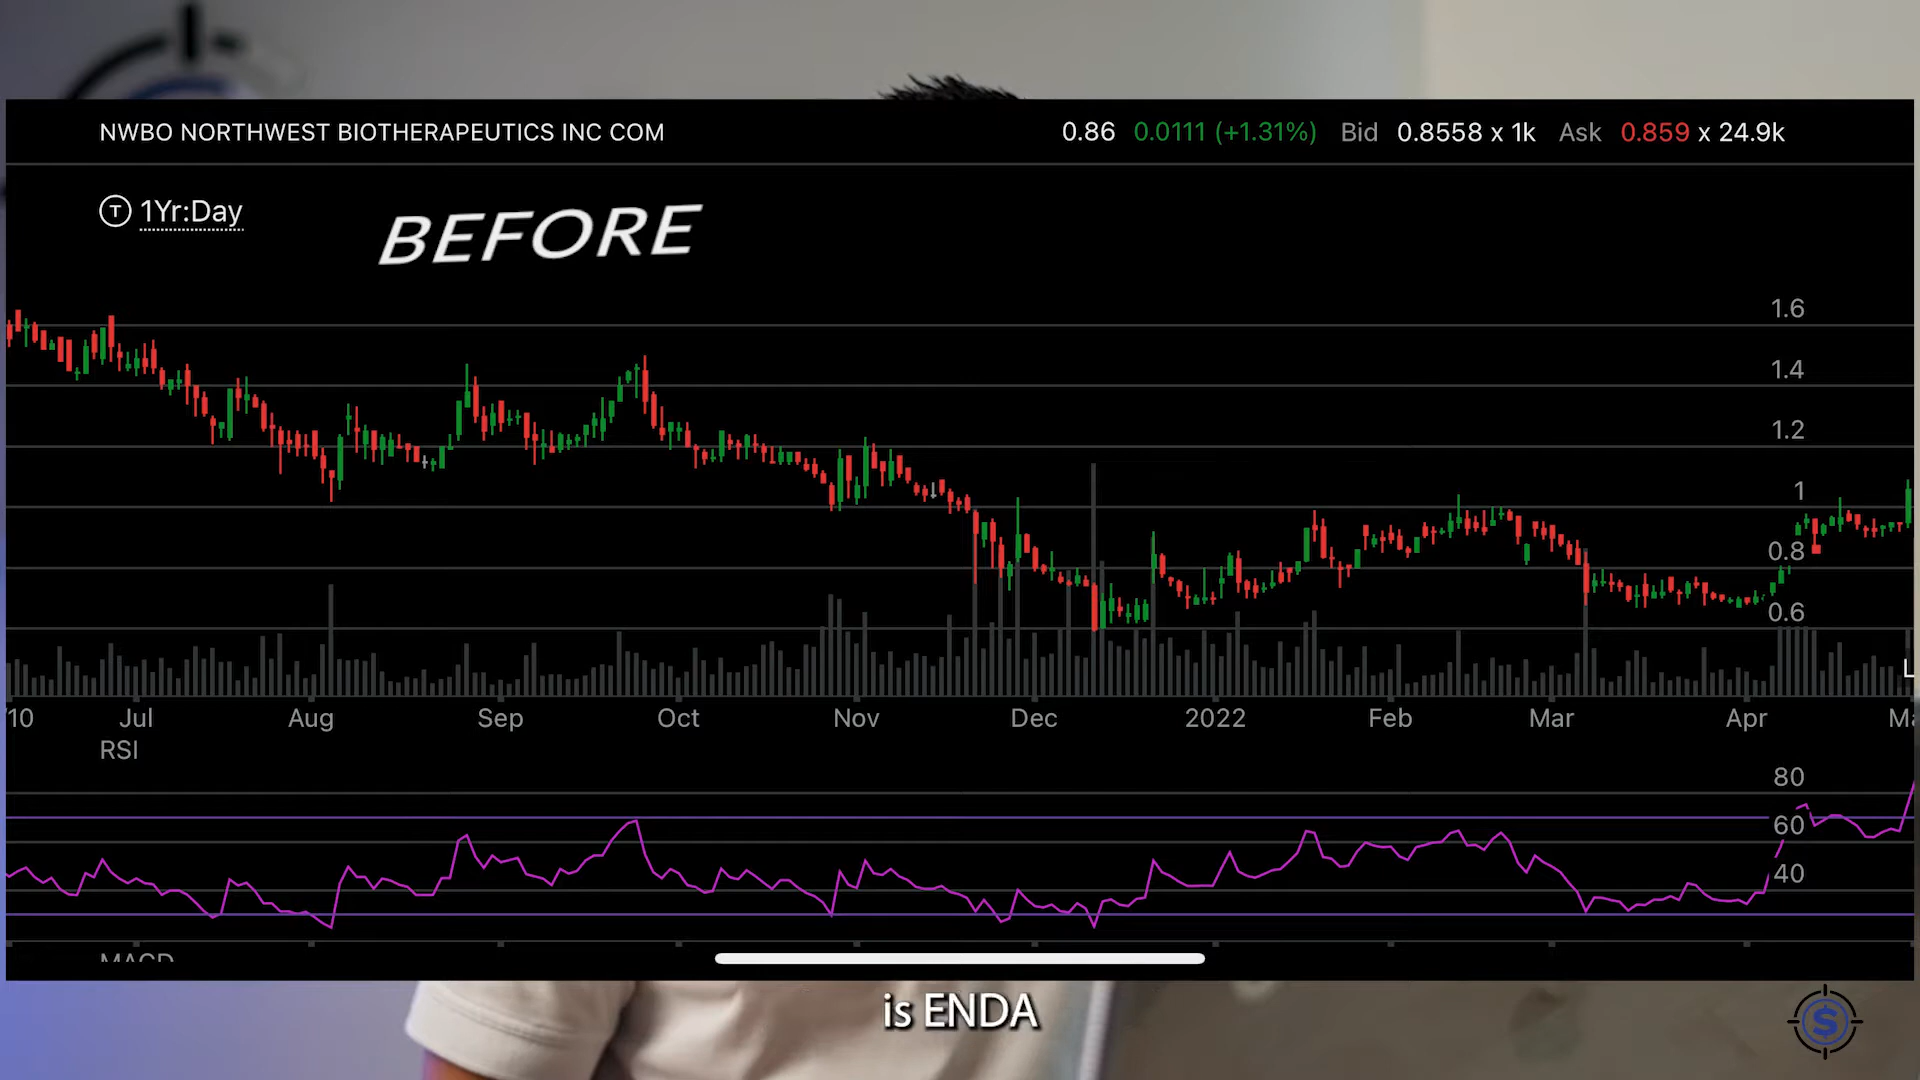 NWBO NORTHWEST BIOTHERAPEUTICS INC COM 0.86 0.0111 (+1.31%) Bid 0.8558 x 1k Ask 0.859 x 24.9k
T 1Yr:Day
BEFORE
1.6
1.4
1.2
1
0.8
0.6
L
'10 Jul Aug Sep Oct Nov Dec 2022 Feb Mar Apr
RSI
80
60
40
MACD
is ENDA
$